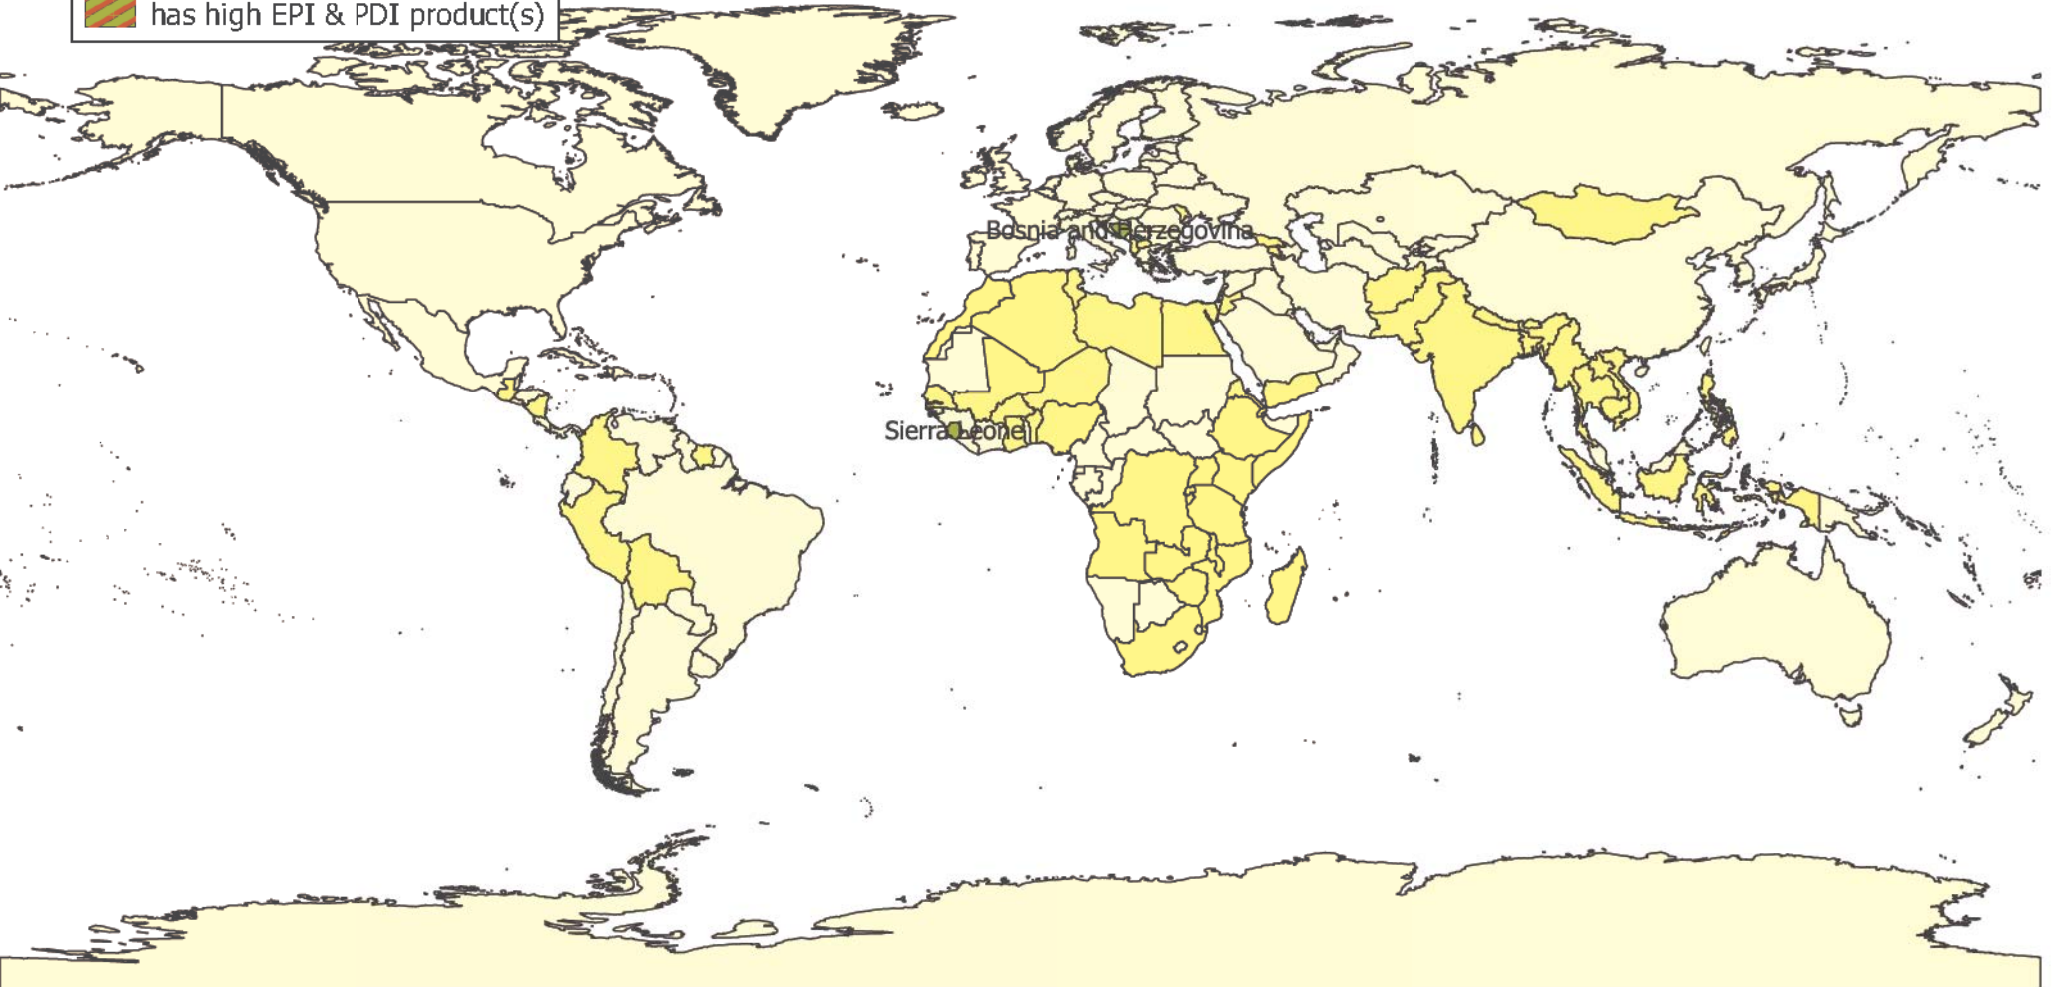 has high EPI & PDI product(s)
Bosnia and Herzegovina
Sierra Leone